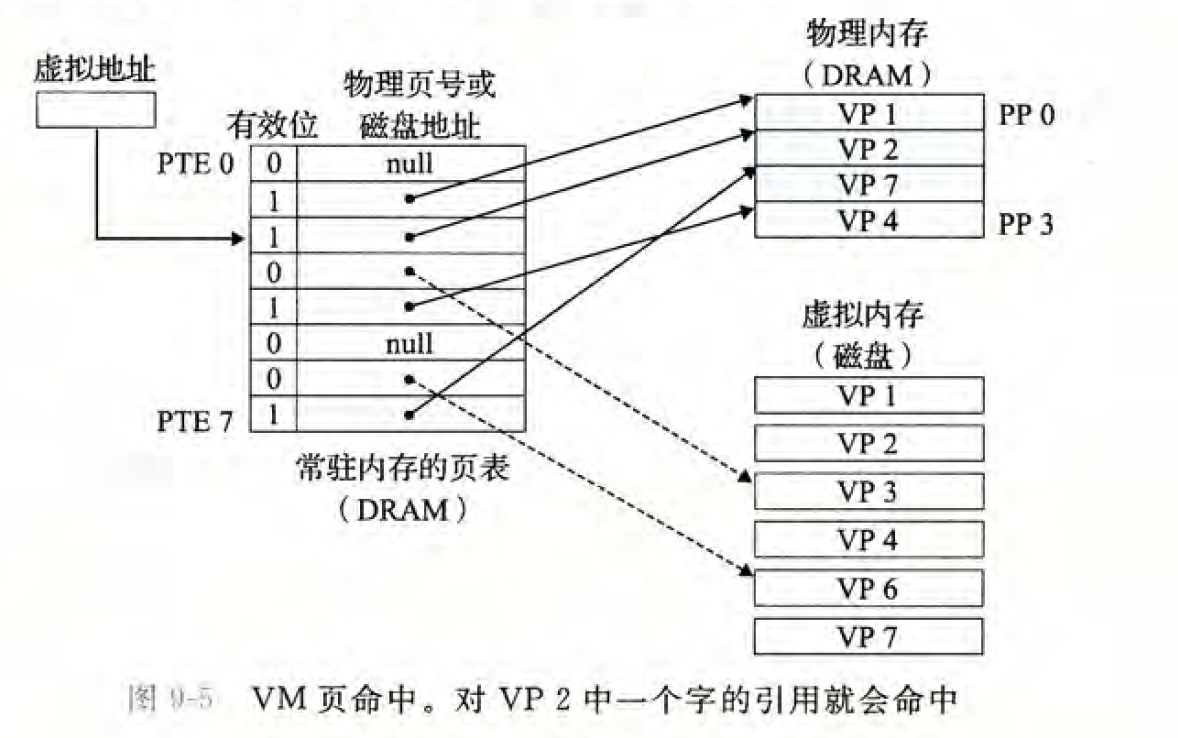 虚拟地址
物理页号或
磁盘地址
有效位
PTE 0
0 null
1
1
0
1
0 null
0
PTE 7 1
常驻内存的页表
（DRAM）
物理内存
（DRAM）
VP 1 PP 0
VP 2
VP 7
VP 4 PP 3
虚拟内存
（磁盘）
VP 1
VP 2
VP 3
VP 4
VP 6
VP 7
图 9-5 VM 页命中。对 VP 2 中一个字的引用就会命中